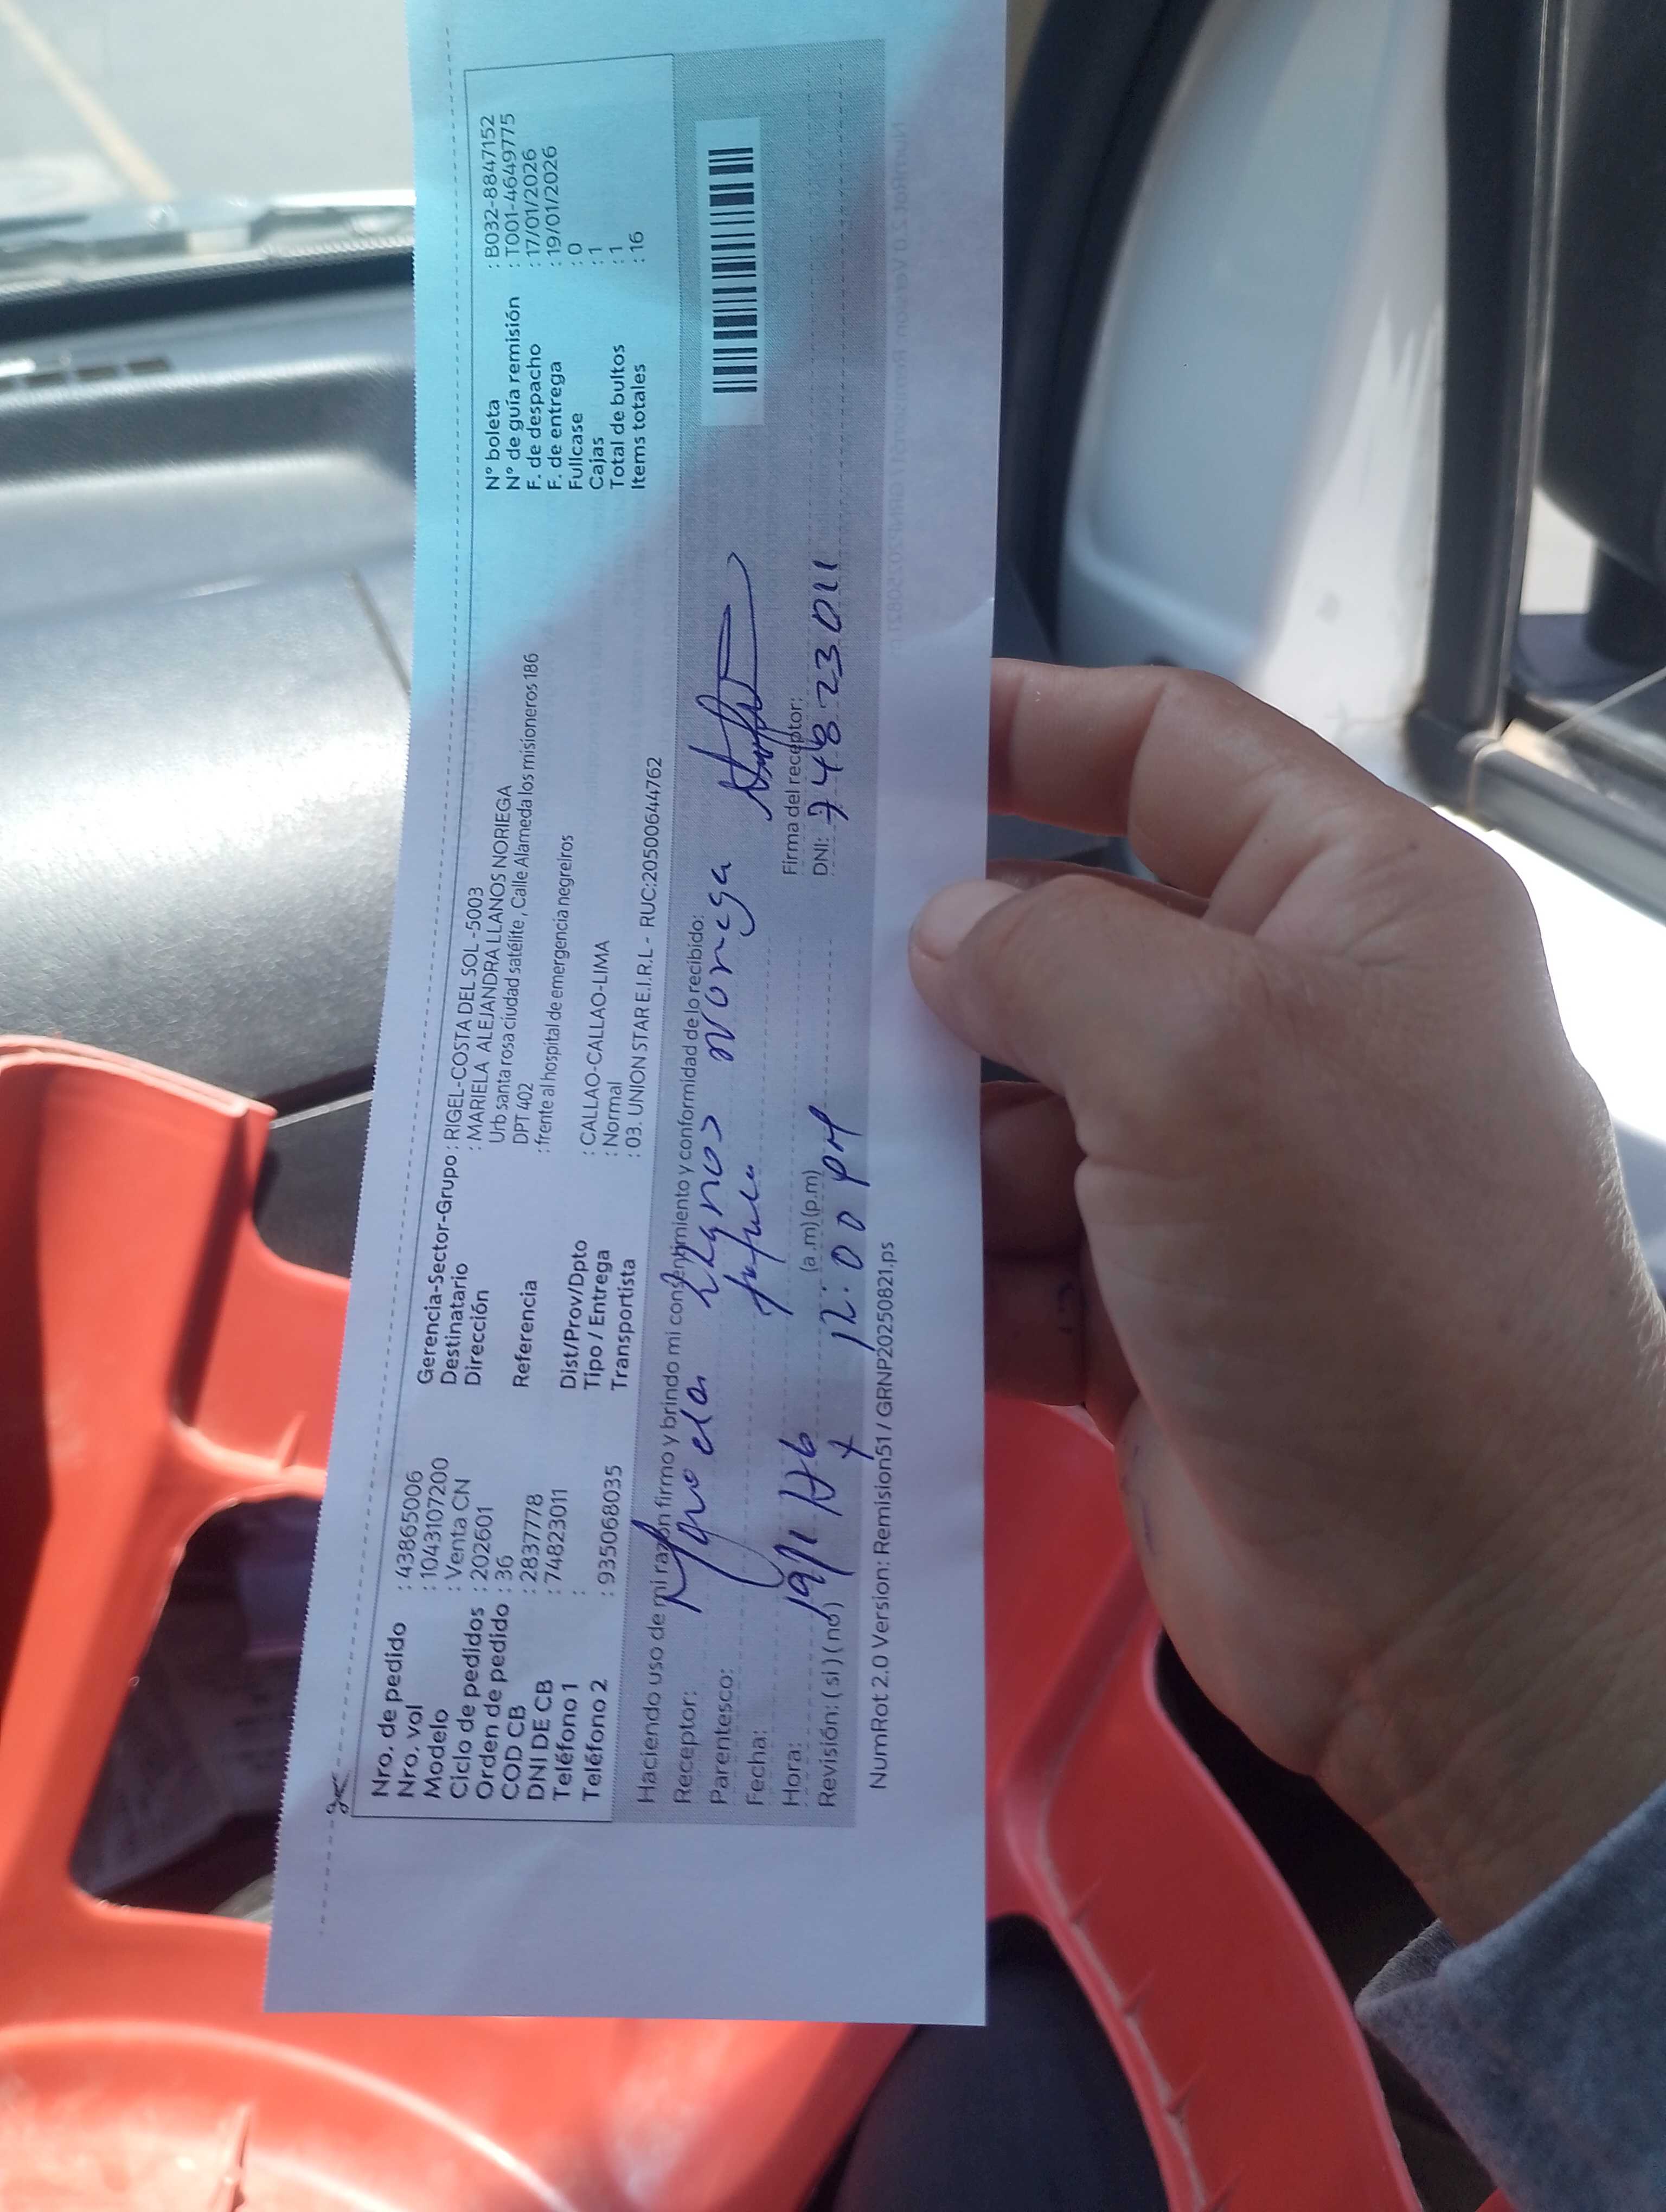 Nro. de pedido : 438865006
Nro. vol : 1043107200
Modelo : Venta CN
Ciclo de pedidos : 202601
Orden de pedido : 36
COD CB : 2837778
DNI DE CB : 74823011
Teléfono 1 :
Teléfono 2 : 935068035
Gerencia-Sector-Grupo : RIGEL-COSTA DEL SOL -5003
Destinatario : MARIELA ALEJANDRA LLANOS NORIEGA
Dirección Urb santa rosa ciudad satélite , Calle Alameda los misioneros 186
DPT 402
Referencia : frente al hospital de emergencia negreiros
Dist/Prov/Dpto : CALLAO-CALLAO-LIMA
Tipo / Entrega : Normal
Transportista : 03. UNION STAR E.I.R.L - RUC:20500644762
N° boleta : B032-8847152
N° de guía remisión : T001-4649775
F. de despacho : 17/01/2026
F. de entrega : 19/01/2026
Fullcase : 0
Cajas : 1
Total de bultos : 1
Items totales : 16
Haciendo uso de mi razón firmo y brindo mi consentimiento y conformidad de lo recibido:
Receptor: Llanos Noriega
Parentesco:
Fecha:
Hora: (a.m) (p.m) 12:00 pm
Revisión: ( si ) ( no )
Firma del receptor:
DNI: 74823011
NumRot 2.0 Version: Remision51 / GRNP20250821.ps